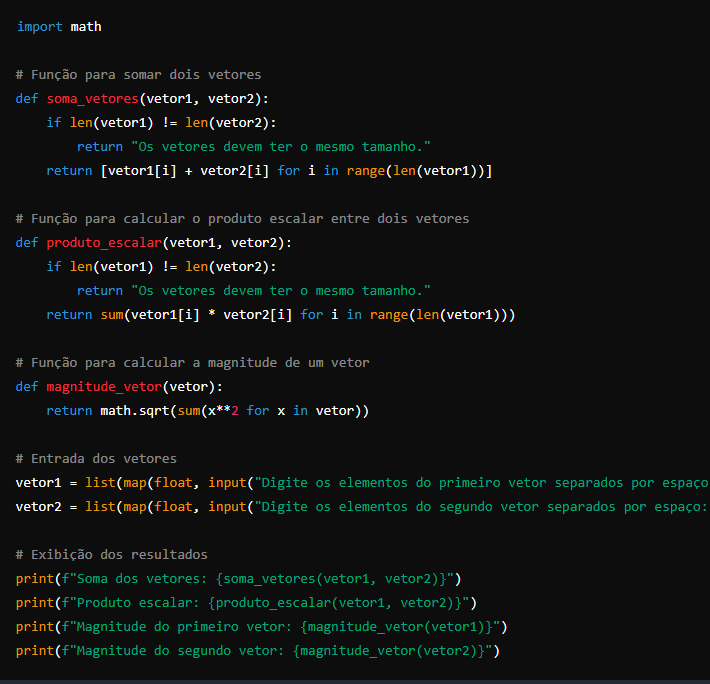 import math
# Função para somar dois vetores
def soma_vetores(vetor1, vetor2):
    if len(vetor1) != len(vetor2):
        return "Os vetores devem ter o mesmo tamanho."
    return [vetor1[i] + vetor2[i] for i in range(len(vetor1))]
# Função para calcular o produto escalar entre dois vetores
def produto_escalar(vetor1, vetor2):
    if len(vetor1) != len(vetor2):
        return "Os vetores devem ter o mesmo tamanho."
    return sum(vetor1[i] * vetor2[i] for i in range(len(vetor1)))
# Função para calcular a magnitude de um vetor
def magnitude_vetor(vetor):
    return math.sqrt(sum(x**2 for x in vetor))
# Entrada dos vetores
vetor1 = list(map(float, input("Digite os elementos do primeiro vetor separados por espaço
vetor2 = list(map(float, input("Digite os elementos do segundo vetor separados por espaço:
# Exibição dos resultados
print(f"Soma dos vetores: {soma_vetores(vetor1, vetor2)}")
print(f"Produto escalar: {produto_escalar(vetor1, vetor2)}")
print(f"Magnitude do primeiro vetor: {magnitude_vetor(vetor1)}")
print(f"Magnitude do segundo vetor: {magnitude_vetor(vetor2)}")